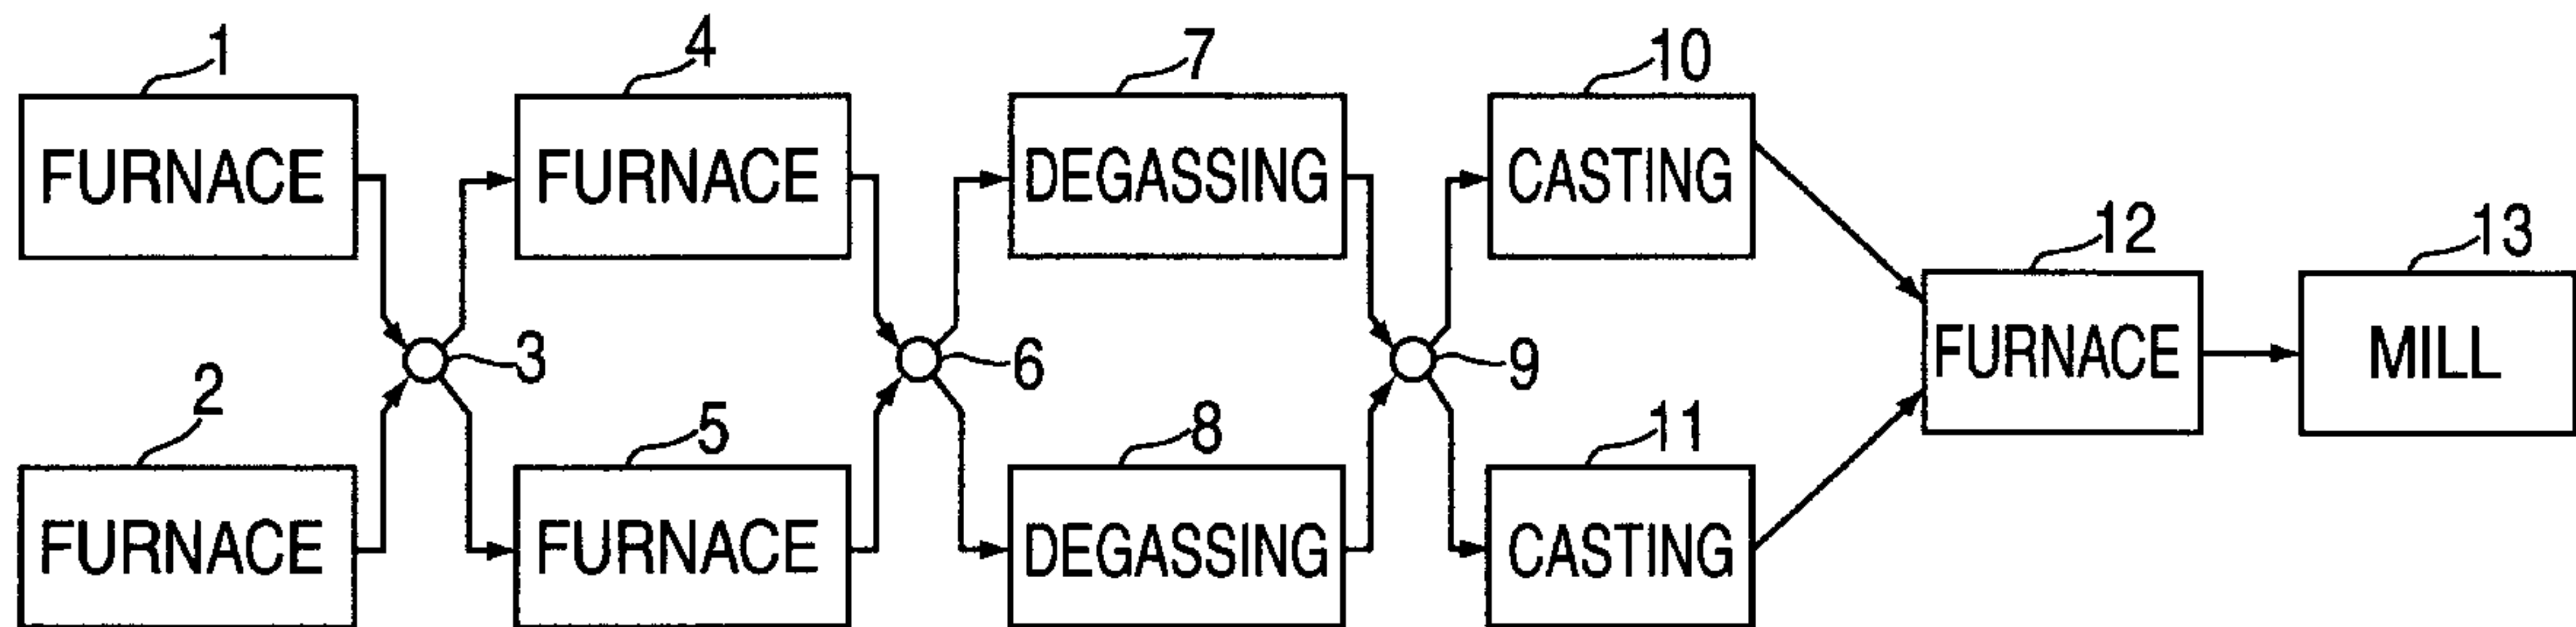 1
4
7
10
FURNACE
FURNACE
DEGASSING
CASTING
12
13
3
6
9
FURNACE
MILL
2
5
8
11
FURNACE
FURNACE
DEGASSING
CASTING